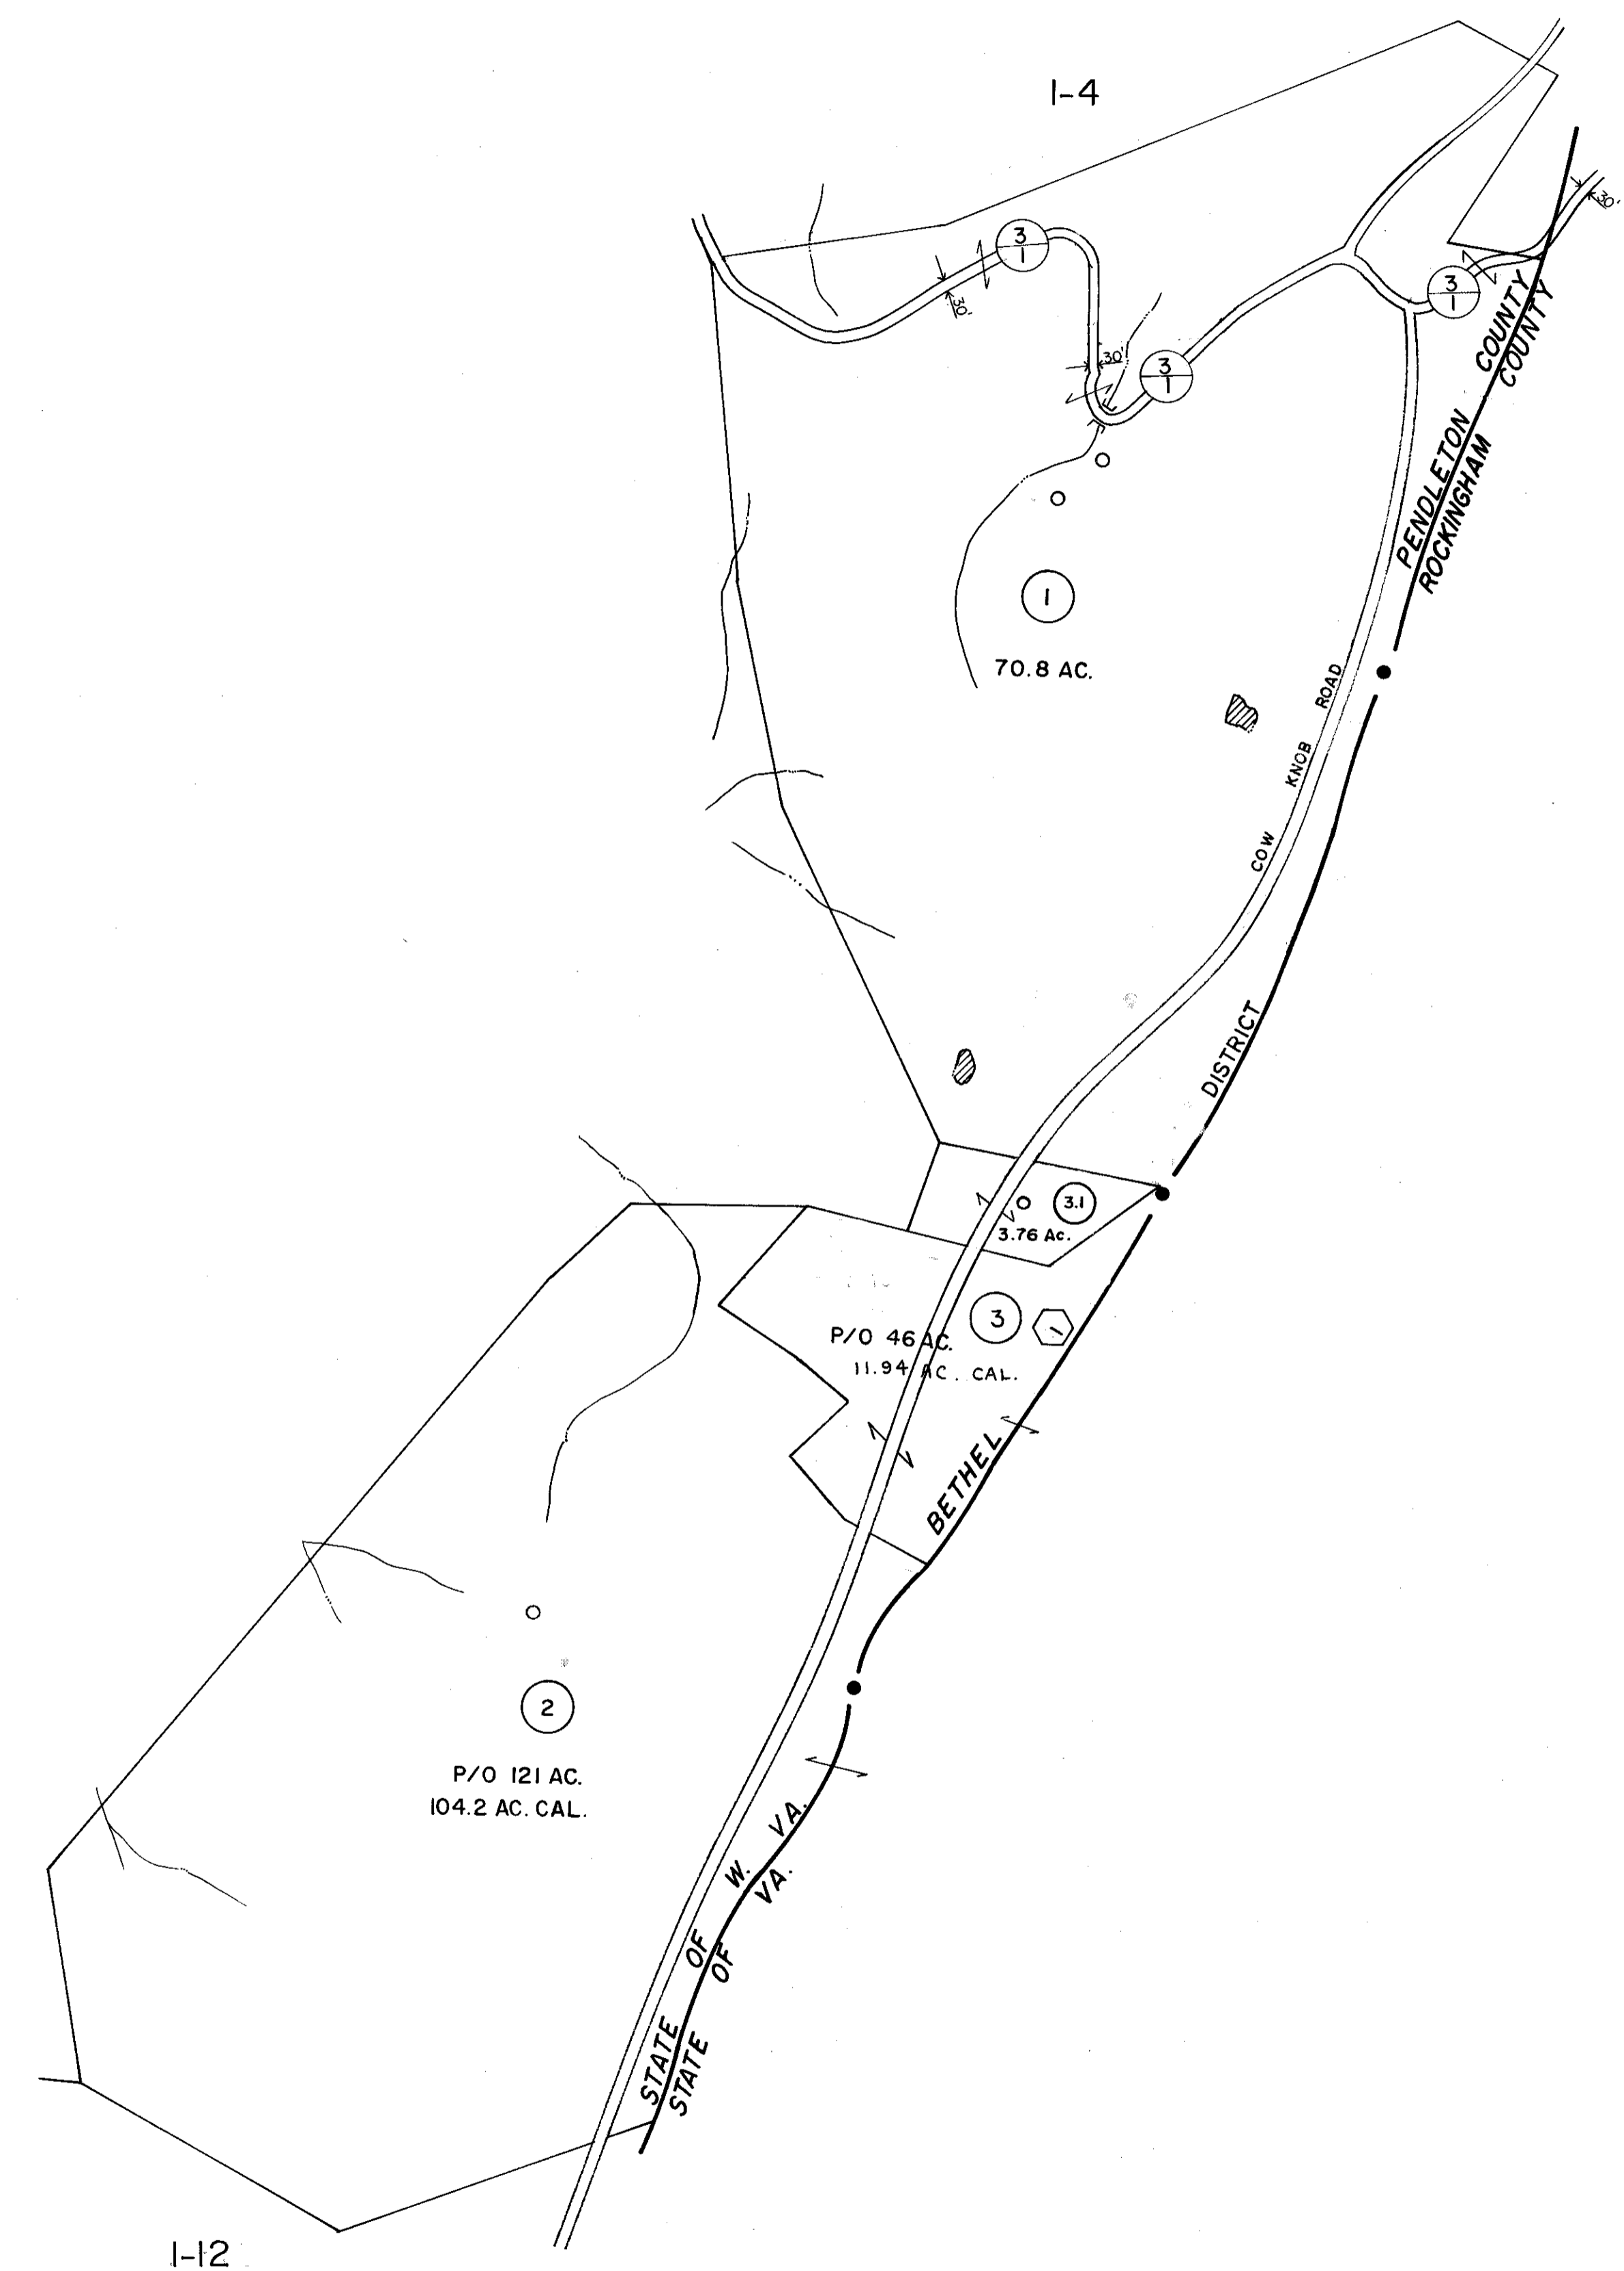 1-4
30'
3
1
30'
3
1
30'
3
1
PENDLETON COUNTY
ROCKINGHAM COUNTY
1
70.8 AC.
COW KNOB ROAD
DISTRICT
3.1
3.76 Ac.
3
1
P/O 46 AC.
11.94 AC. CAL.
BETHEL
2
P/O 121 AC.
104.2 AC. CAL.
STATE OF W. VA.
STATE OF VA.
1-12